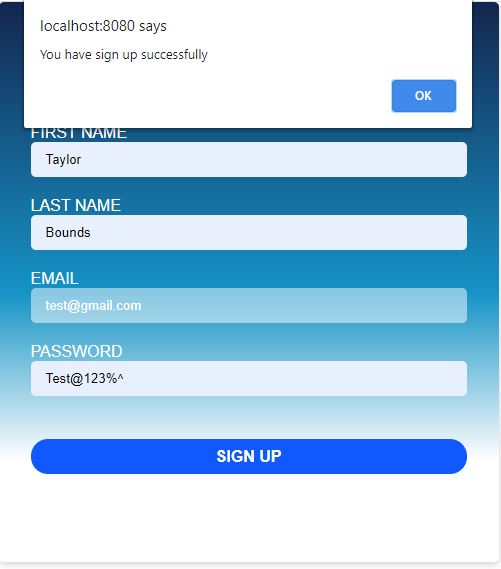 localhost:8080 says
You have sign up successfully
OK
FIRST NAME
Taylor
LAST NAME
Bounds
EMAIL
test@gmail.com
PASSWORD
Test@123%^
SIGN UP